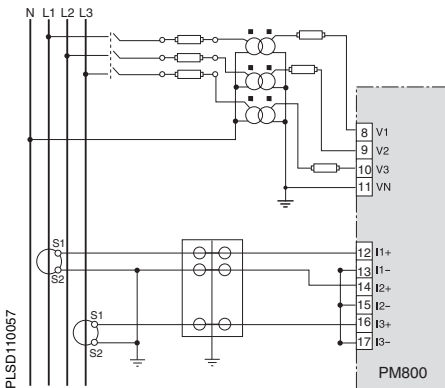 N L1 L2 L3
8 V1
9 V2
10 V3
11 VN
S1
S2
12 I1+
13 I1-
14 I2+
15 I2-
16 I3+
17 I3-
S1
S2
PM800
PLSD110057